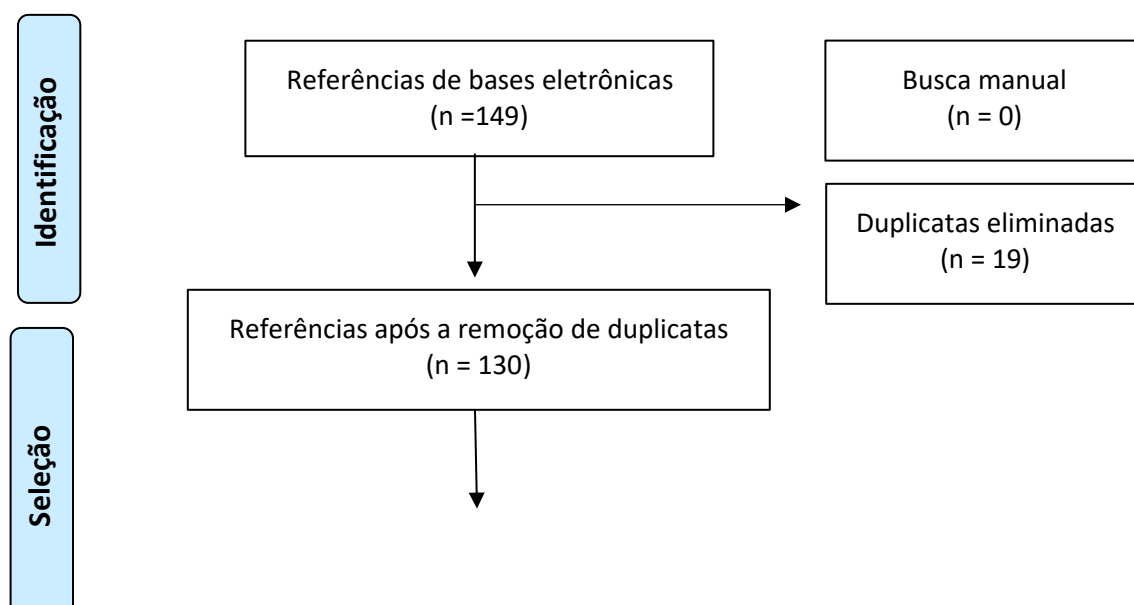 Identificação
Referências de bases eletrônicas
(n =149)
Busca manual
(n = 0)
Duplicatas eliminadas
(n = 19)
Referências após a remoção de duplicatas
(n = 130)
Seleção